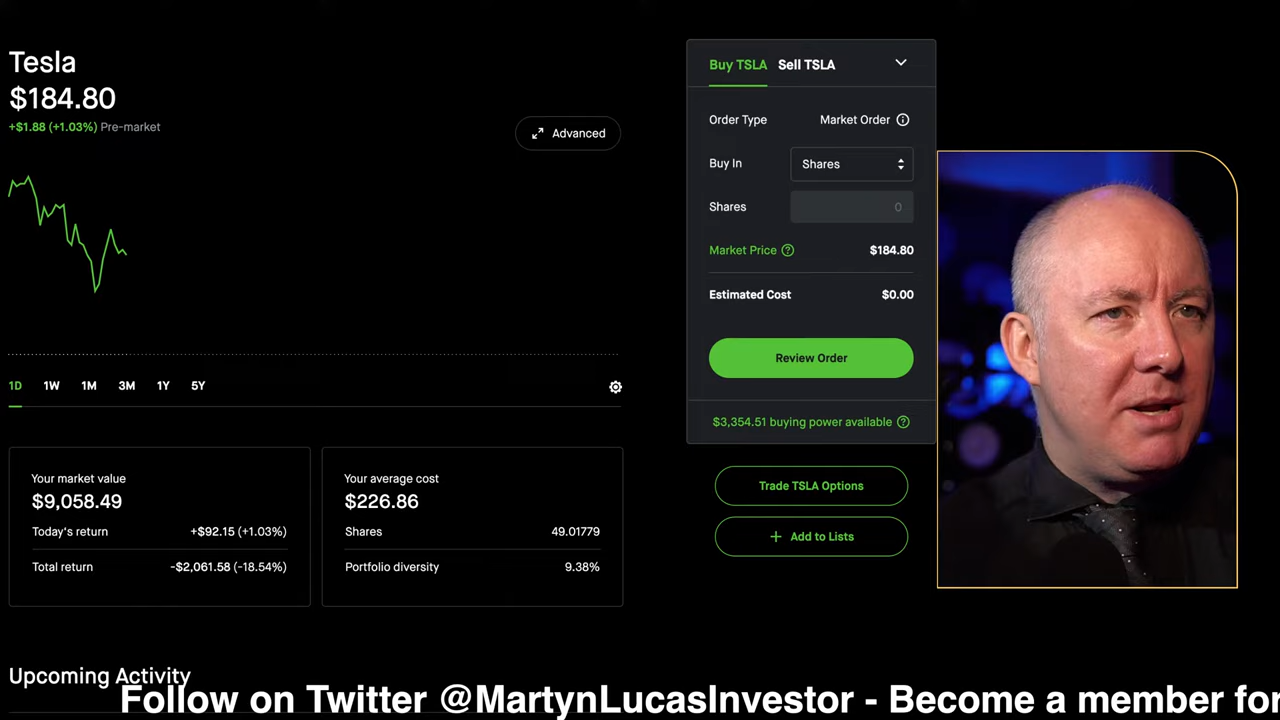 Tesla
$184.80
+$1.88 (+1.03%) Pre-market
Advanced
1D 1W 1M 3M 1Y 5Y
Your market value
$9,058.49
Today's return +$92.15 (+1.03%)
Total return -$2,061.58 (-18.54%)
Your average cost
$226.86
Shares 49.01779
Portfolio diversity 9.38%
Upcoming Activity
Buy TSLA Sell TSLA
Order Type Market Order
Buy In Shares
Shares 0
Market Price $184.80
Estimated Cost $0.00
Review Order
$3,354.51 buying power available
Trade TSLA Options
+ Add to Lists
Follow on Twitter @MartynLucasInvestor - Become a member for